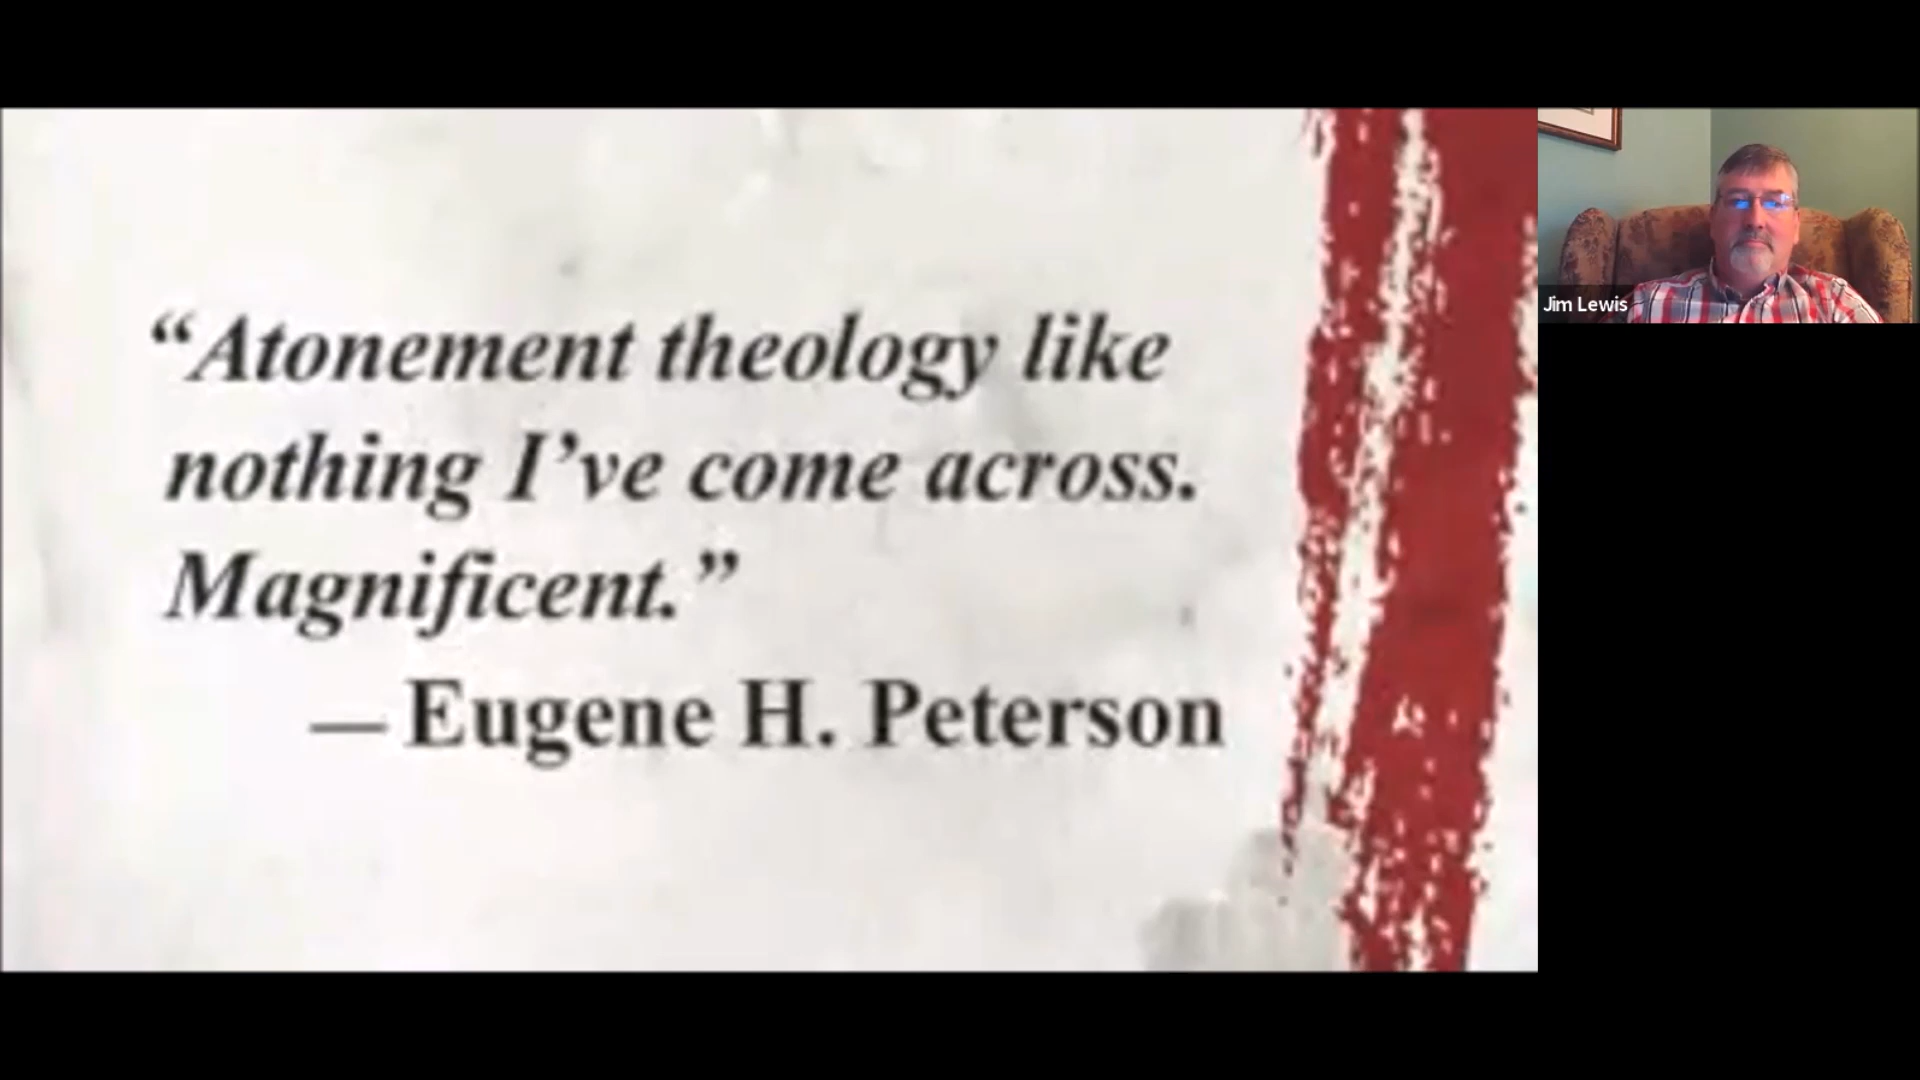 “Atonement theology like
nothing I’ve come across.
Magnificent.”
— Eugene H. Peterson
Jim Lewis